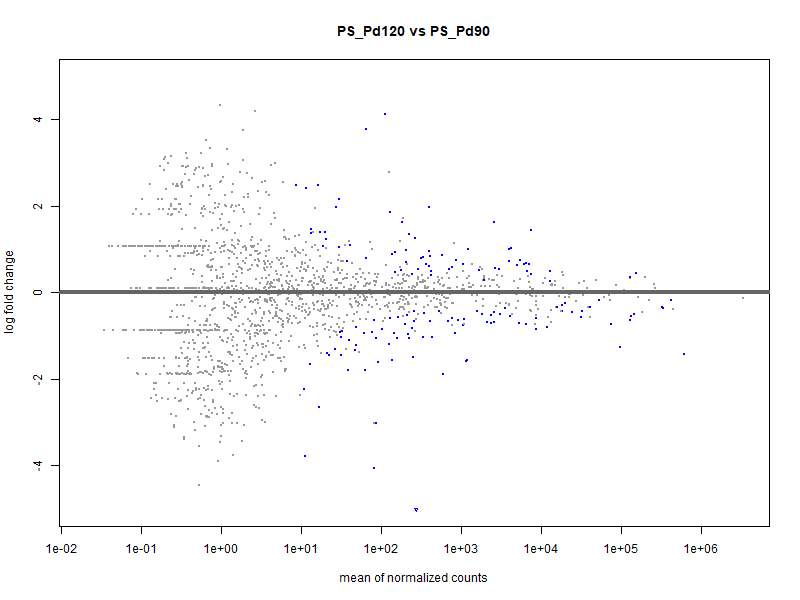 PS_Pd120 vs PS_Pd90
log fold change
4
2
0
-2
-4
1e-02 1e-01 1e+00 1e+01 1e+02 1e+03 1e+04 1e+05 1e+06
mean of normalized counts